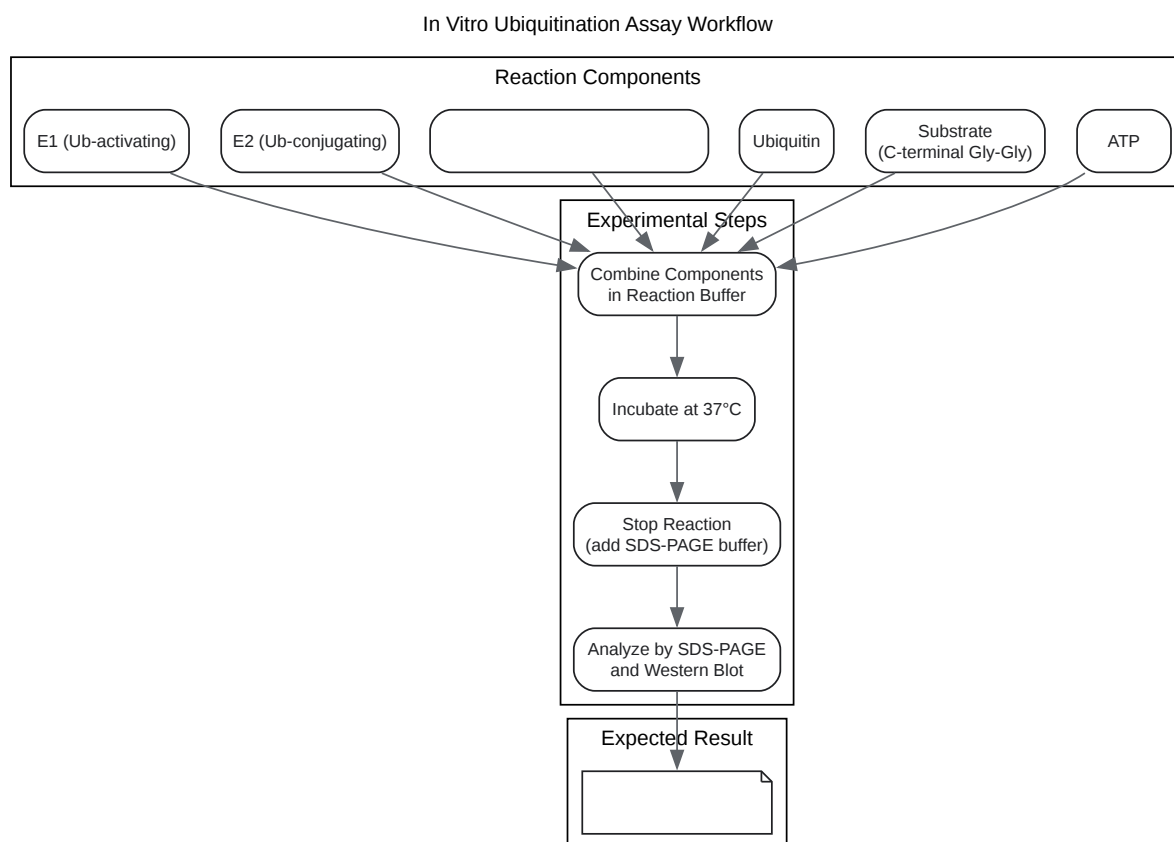 In Vitro Ubiquitination Assay Workflow
Reaction Components
E1 (Ub-activating)
E2 (Ub-conjugating)
Ubiquitin
Substrate
(C-terminal Gly-Gly)
ATP
Experimental Steps
Combine Components
in Reaction Buffer
Incubate at 37°C
Stop Reaction
(add SDS-PAGE buffer)
Analyze by SDS-PAGE
and Western Blot
Expected Result